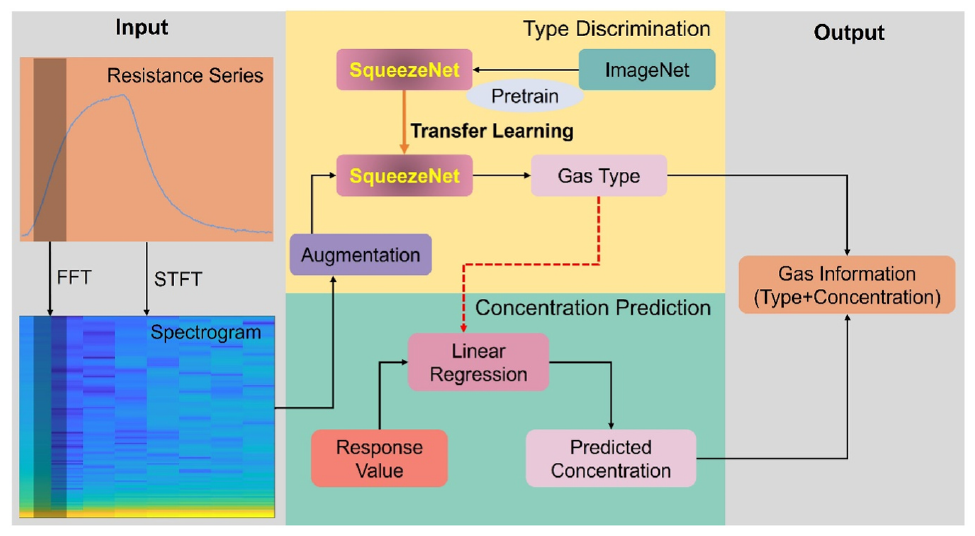 Input
Resistance Series
FFT
STFT
Spectrogram
Type Discrimination
SqueezeNet
ImageNet
Pretrain
Transfer Learning
SqueezeNet
Gas Type
Augmentation
Concentration Prediction
Linear
Regression
Response
Value
Predicted
Concentration
Output
Gas Information
(Type+Concentration)